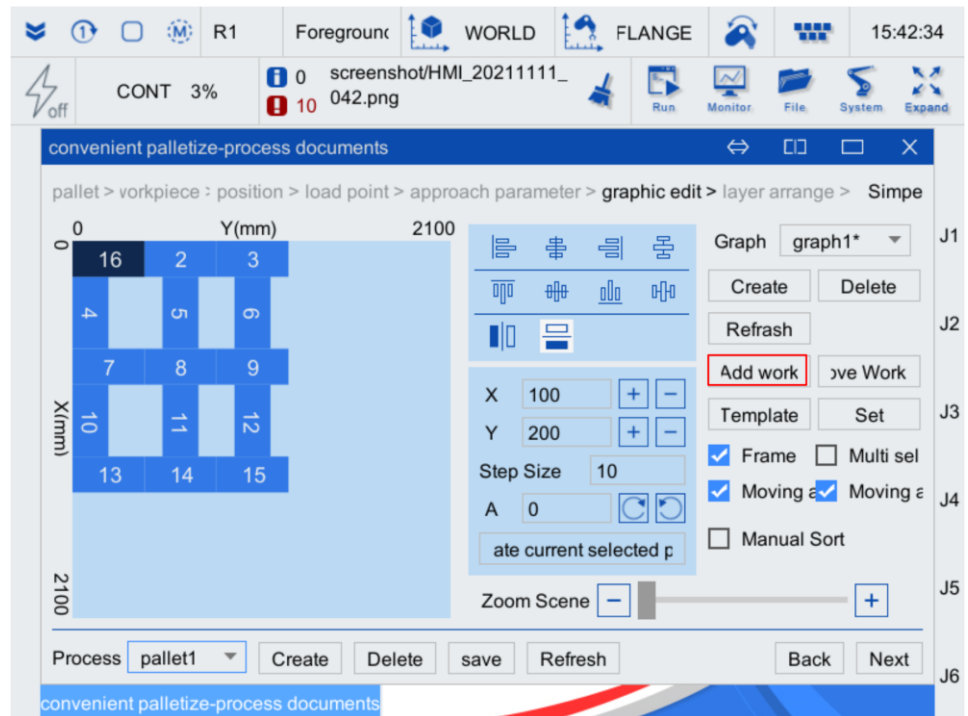 R1 Foregrounc WORLD FLANGE 15:42:34
off CONT 3% 0 10 screenshot/HMI_20211111_
042.png
Run Monitor File System Expand
convenient palletize-process documents
pallet > vorkpiece : position > load point > approach parameter > graphic edit > layer arrange > Simpe
0 Y(mm) 2100
0
16 2 3
4 5 6
7 8 9
X(mm)
10 11 12
13 14 15
2100
X 100 + −
Y 200 + −
Step Size 10
A 0
ate current selected p
Zoom Scene − +
Graph graph1*
Create Delete
Refrash
Add work ove Work
Template Set
Frame Multi sel
Moving a Moving a
Manual Sort
J1
J2
J3
J4
J5
J6
Process pallet1 Create Delete save Refresh Back Next
convenient palletize-process documents